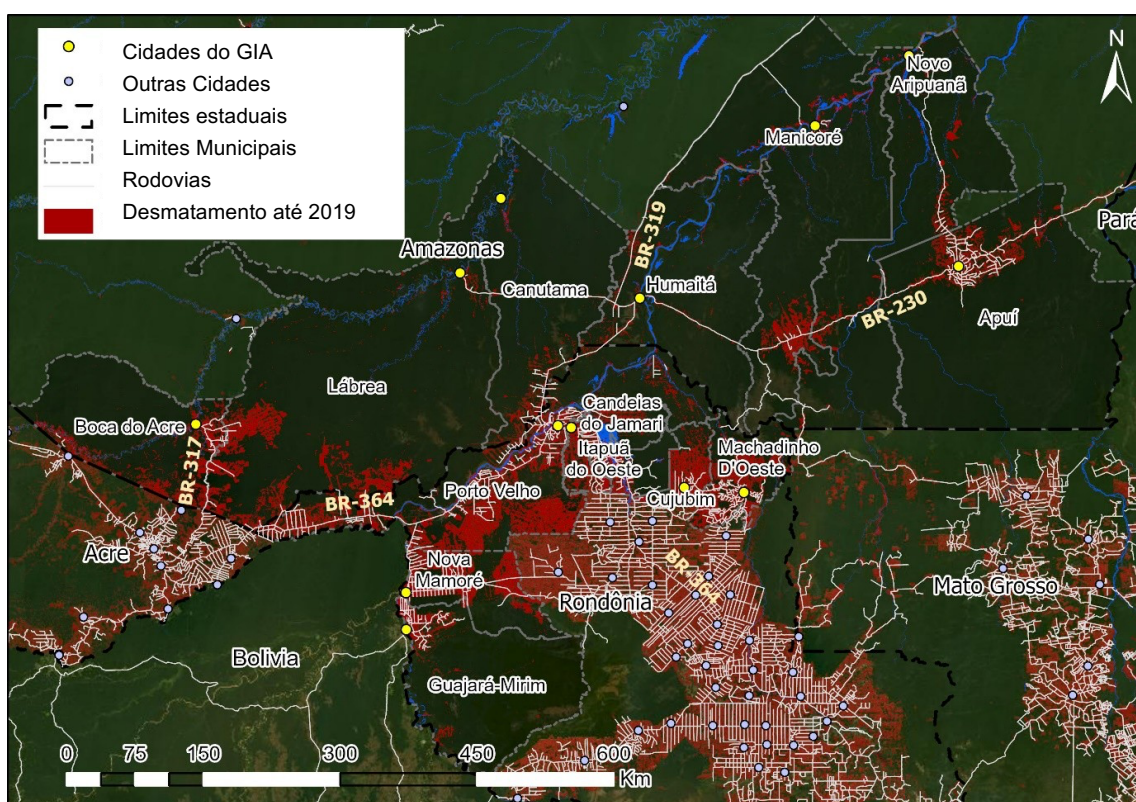 Cidades do GIA
Outras Cidades
Limites estaduais
Limites Municipais
Rodovias
Desmatamento até 2019
N
Novo
Aripuanã
Manicoré
Pará
BR-319
Amazonas
Canutama
Humaitá
BR-230
Apuí
Lábrea
Boca do Acre
BR-317
Candeias
do Jamari
Itapuã
do Oeste
Machadinho
D'Oeste
Porto Velho
Cujubim
BR-364
Acre
Nova
Mamoré
BR-364
Rondônia
Mato Grosso
Bolivia
Guajará-Mirim
0 75 150 300 450 600
Km